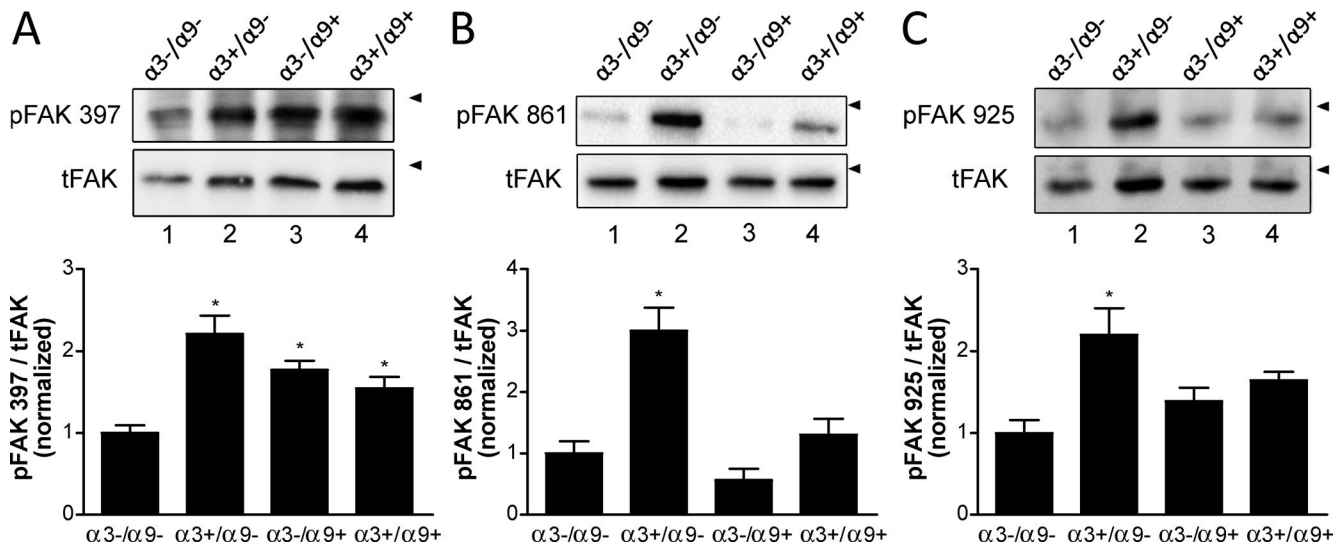 A
α3-/α9-
α3+/α9-
α3-/α9+
α3+/α9+
pFAK 397
tFAK
1 2 3 4
pFAK 397 / tFAK
(normalized)
3
2
1
0
*
*
*
α3-/α9- α3+/α9- α3-/α9+ α3+/α9+
B
α3-/α9-
α3+/α9-
α3-/α9+
α3+/α9+
pFAK 861
tFAK
1 2 3 4
pFAK 861 / tFAK
(normalized)
4
3
2
1
0
*
α3-/α9- α3+/α9- α3-/α9+ α3+/α9+
C
α3-/α9-
α3+/α9-
α3-/α9+
α3+/α9+
pFAK 925
tFAK
1 2 3 4
pFAK 925 / tFAK
(normalized)
3
2
1
0
*
α3-/α9- α3+/α9- α3-/α9+ α3+/α9+